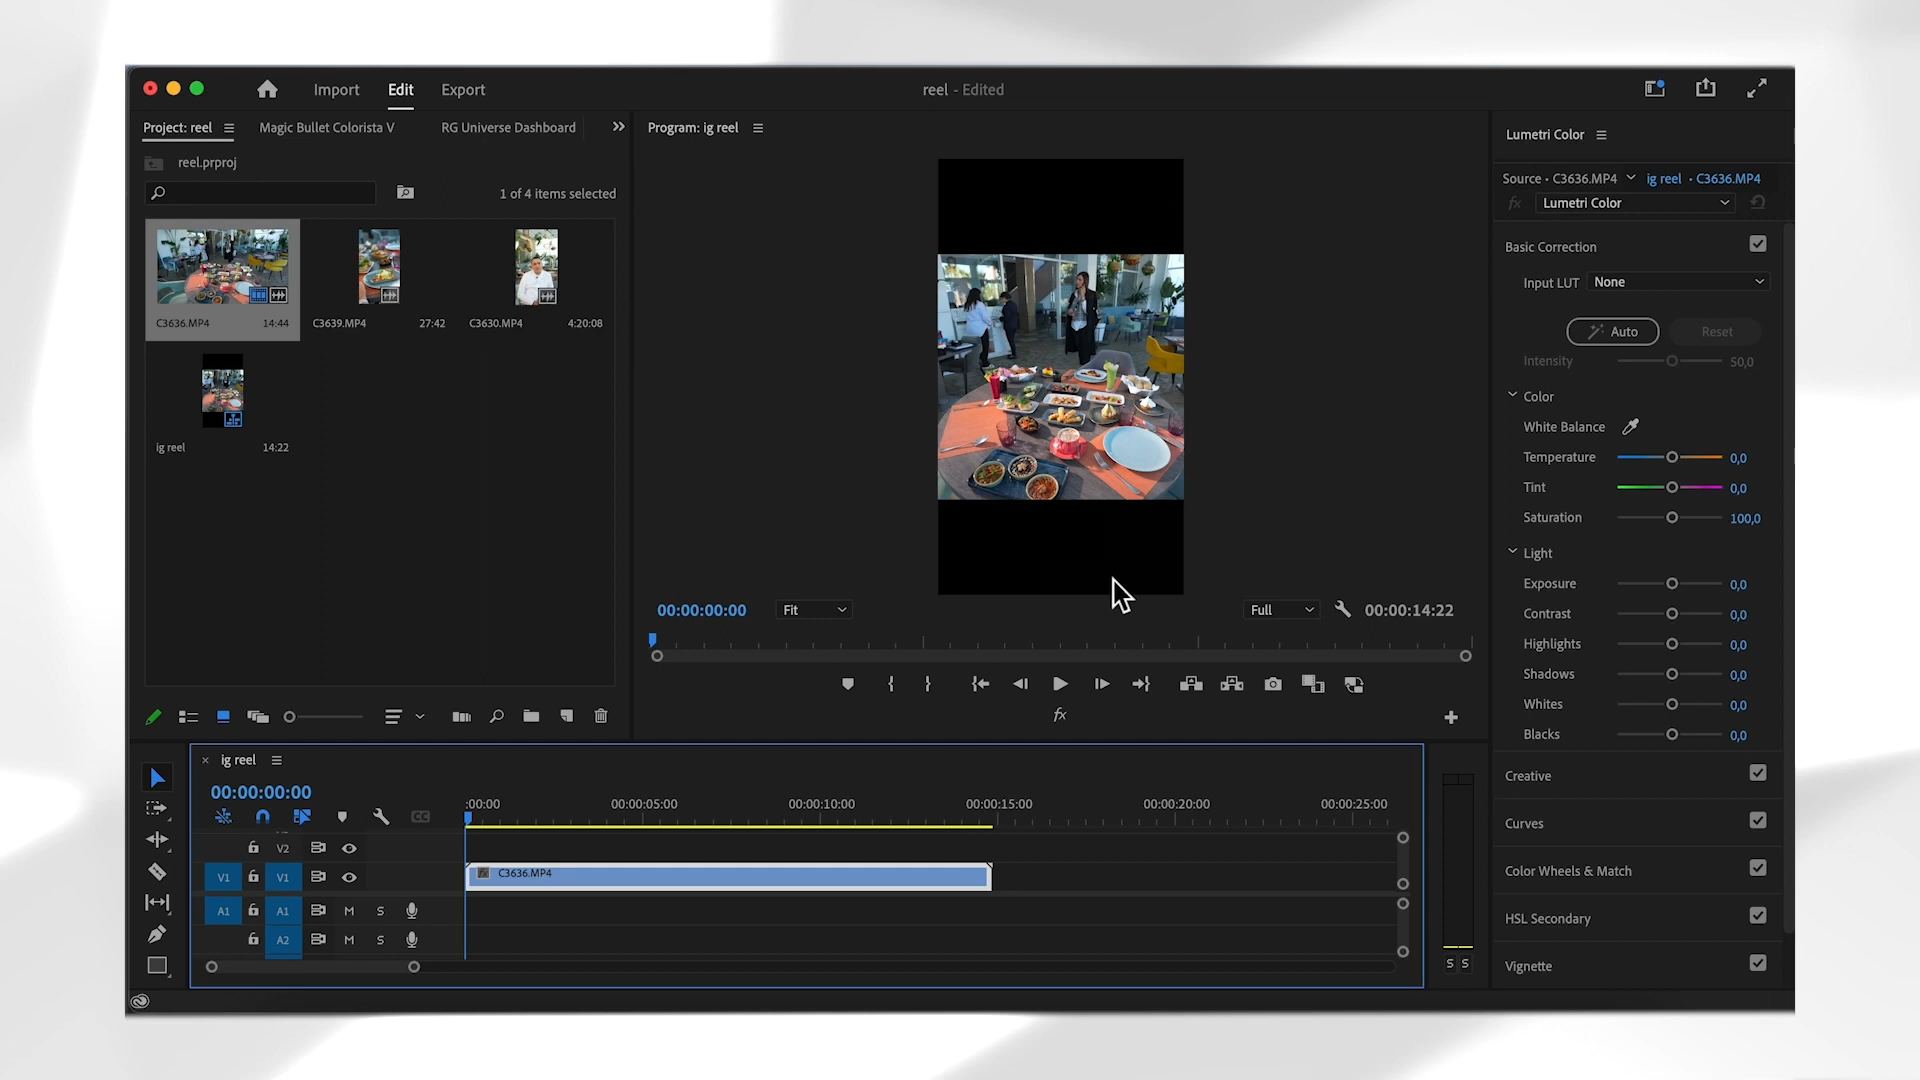 Import Edit Export
reel - Edited
Project: reel
Magic Bullet Colorista V
RG Universe Dashboard
reel.prproj
1 of 4 items selected
C3636.MP4 14:44
C3639.MP4 27:42
C3630.MP4 4:20:08
ig reel 14:22
Program: ig reel
00:00:00:00
Fit
Full
00:00:14:22
fx
Lumetri Color
Source • C3636.MP4
ig reel • C3636.MP4
fx
Lumetri Color
Basic Correction
Input LUT None
Auto
Reset
Intensity 50,0
Color
White Balance
Temperature 0,0
Tint 0,0
Saturation 100,0
Light
Exposure 0,0
Contrast 0,0
Highlights 0,0
Shadows 0,0
Whites 0,0
Blacks 0,0
Creative
Curves
Color Wheels & Match
HSL Secondary
Vignette
ig reel
00:00:00:00
CC
:00:00 00:00:05:00 00:00:10:00 00:00:15:00 00:00:20:00 00:00:25:00
V2
V1 V1
fx C3636.MP4
A1 A1 M S
A2 M S
S S